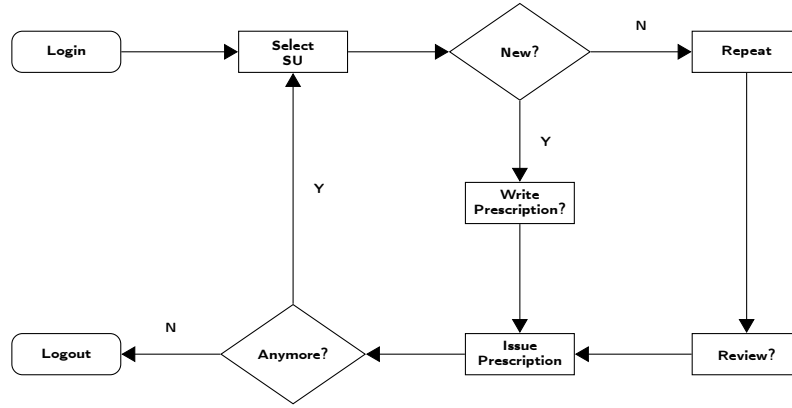 Login
Select
SU
New?
N
Repeat
Y
Write
Prescription?
Y
Logout
N
Anymore?
Issue
Prescription
Review?